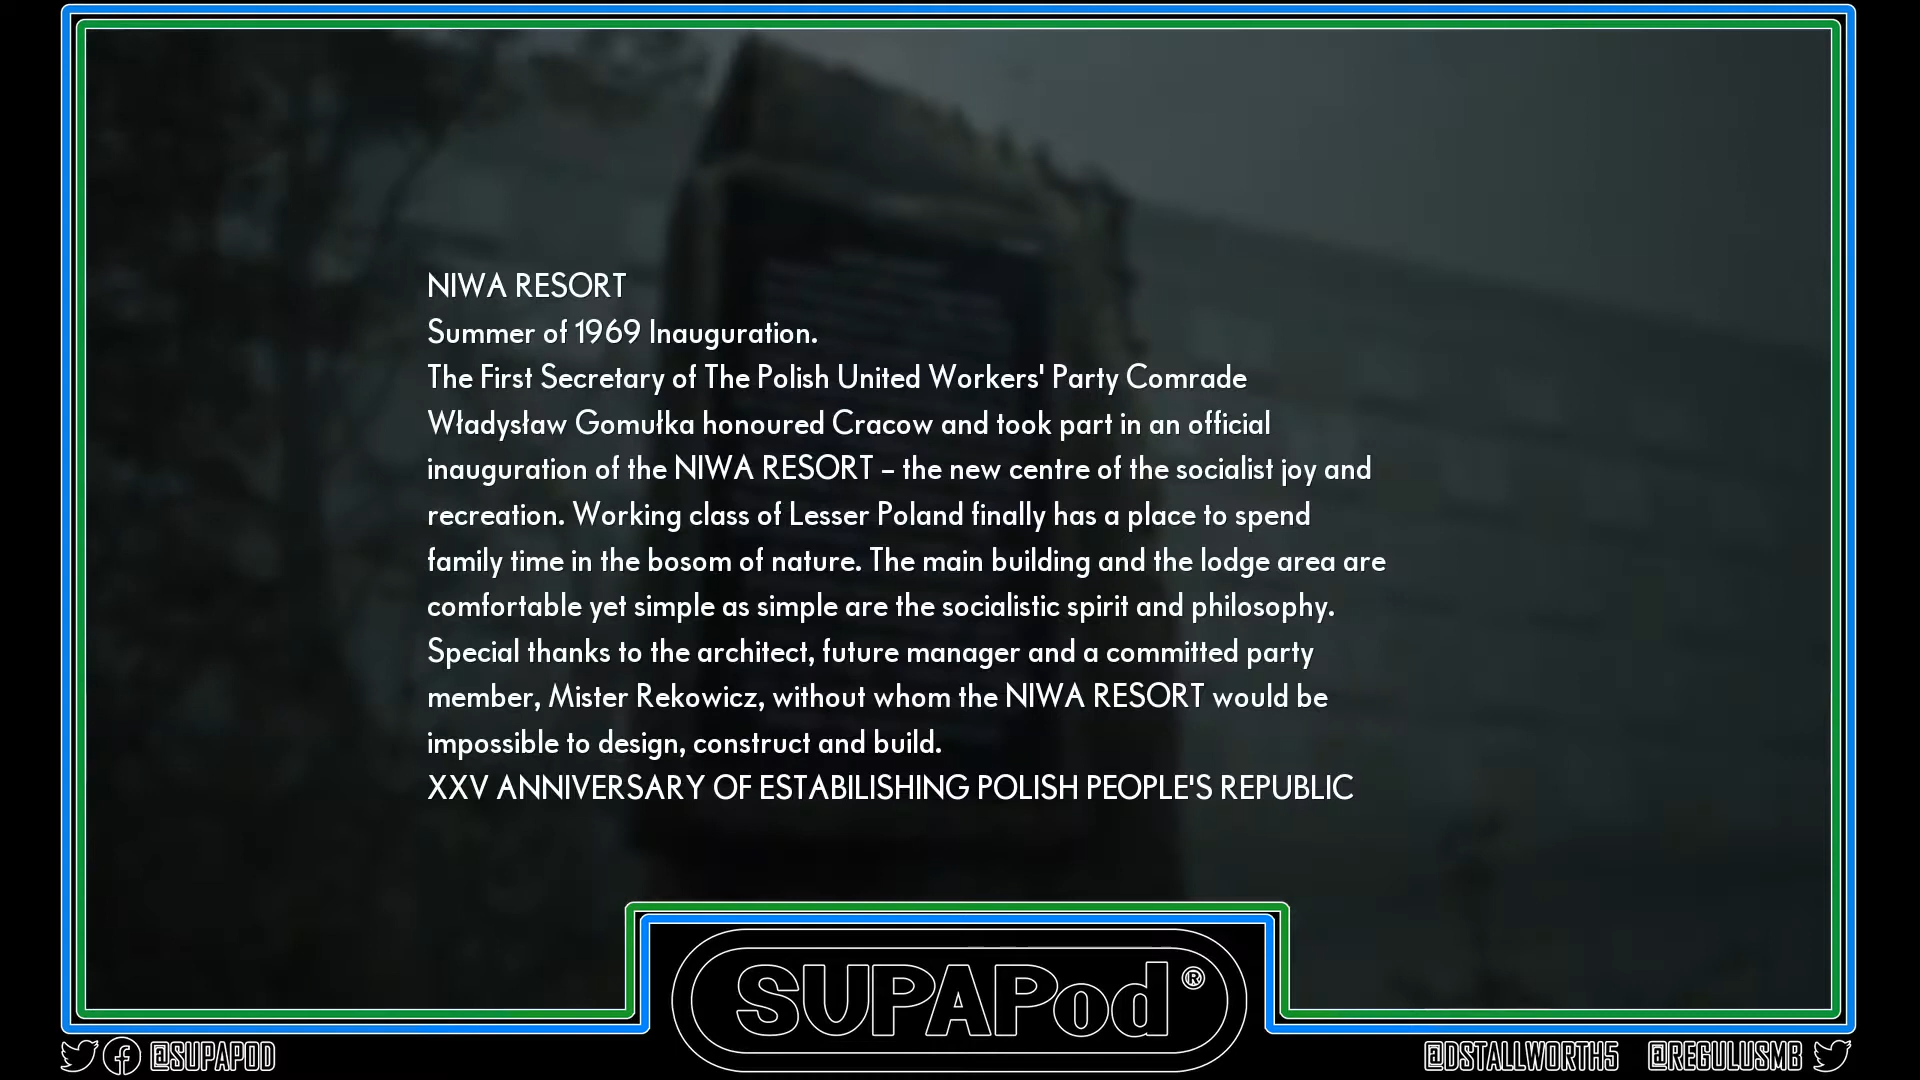 NIWA RESORT
Summer of 1969 Inauguration.
The First Secretary of The Polish United Workers' Party Comrade
Władysław Gomułka honoured Cracow and took part in an official
inauguration of the NIWA RESORT – the new centre of the socialist joy and
recreation. Working class of Lesser Poland finally has a place to spend
family time in the bosom of nature. The main building and the lodge area are
comfortable yet simple as simple are the socialistic spirit and philosophy.
Special thanks to the architect, future manager and a committed party
member, Mister Rekowicz, without whom the NIWA RESORT would be
impossible to design, construct and build.
XXV ANNIVERSARY OF ESTABILISHING POLISH PEOPLE'S REPUBLIC
SUPAPod®
@SUPAPOD
@DSTALLWORTH5 @REGULUSMB